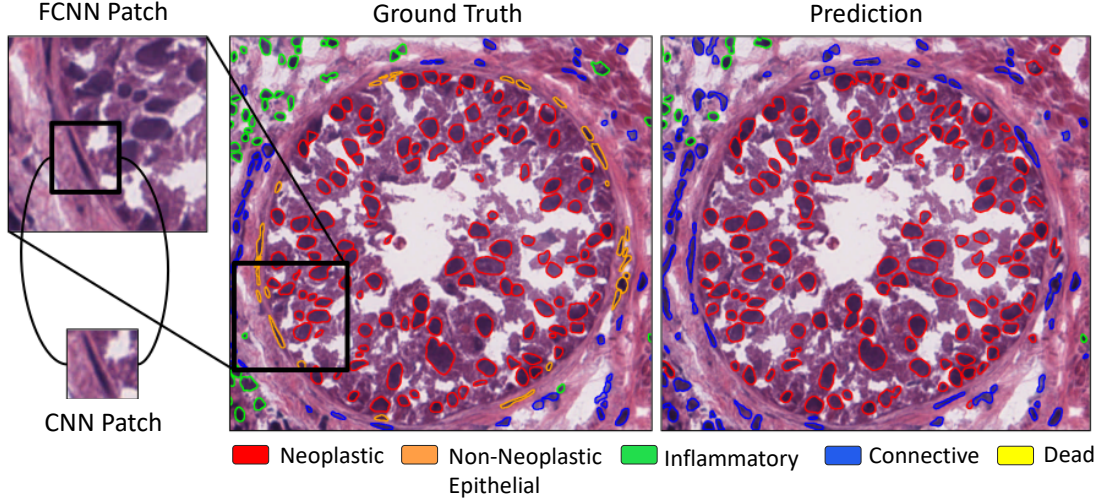 FCNN Patch
Ground Truth
Prediction
CNN Patch
Neoplastic
Non-Neoplastic
Epithelial
Inflammatory
Connective
Dead